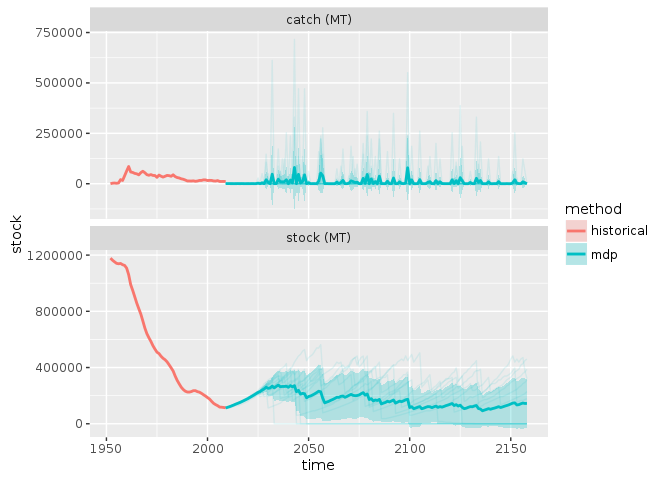 catch (MT)
750000
500000
250000
0
stock (MT)
1200000
800000
400000
0
1950
2000
2050
2100
2150
time
stock
method
historical
mdp